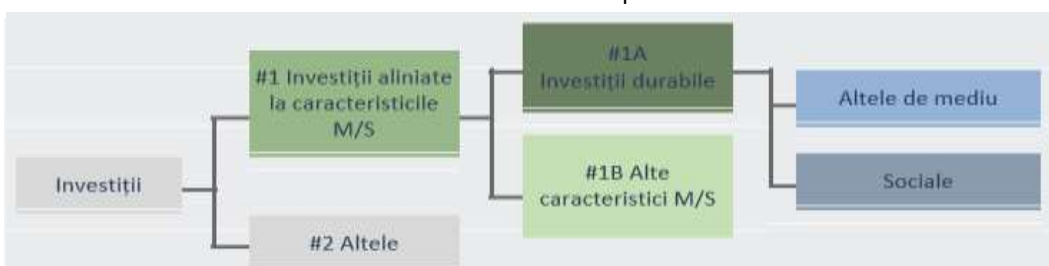 Investiții
#1 Investiții aliniate
la caracteristicile
M/S
#2 Altele
#1A
Investiții durabile
#1B Alte
caracteristici M/S
Altele de mediu
Sociale